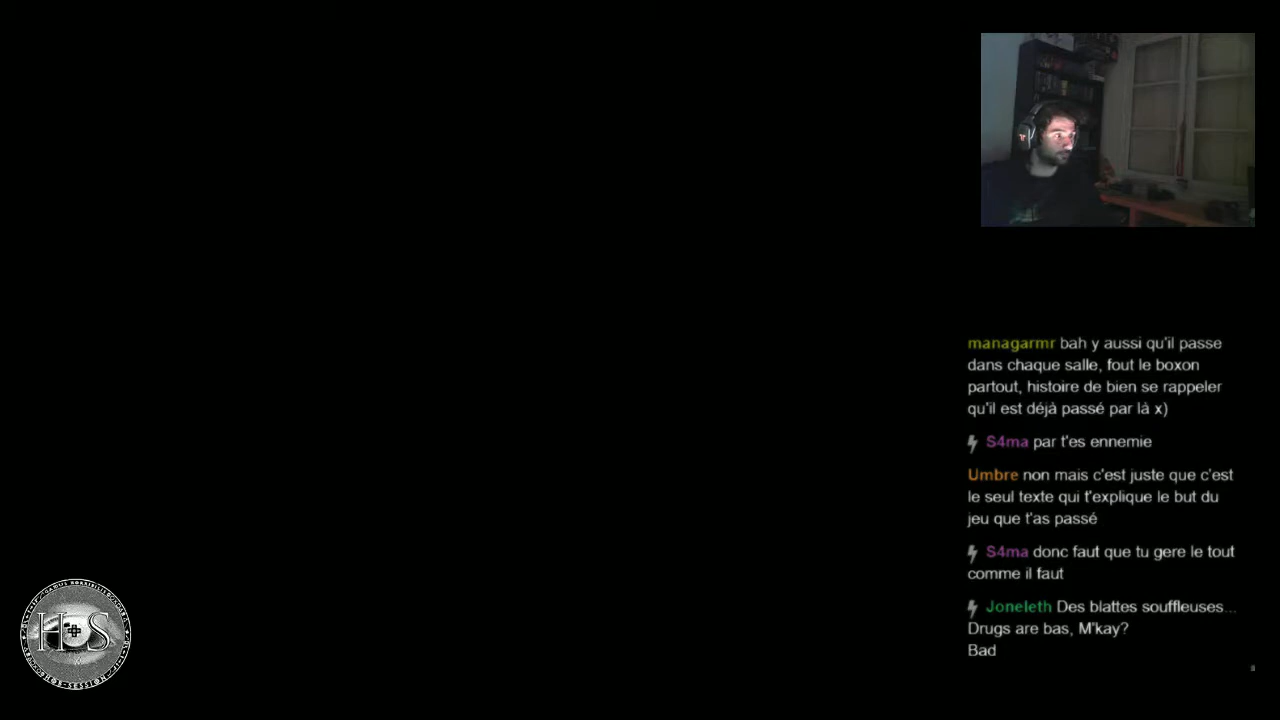 managarmr bah y aussi qu'il passe
dans chaque salle, fout le boxon
partout, histoire de bien se rappeler
qu'il est déjà passé par là x)
S4ma par t'es ennemie
Umbre non mais c'est juste que c'est
le seul texte qui t'explique le but du
jeu que t'as passé
S4ma donc faut que tu gere le tout
comme il faut
Joneleth Des blattes souffleuses...
Drugs are bas, M'kay?
Bad
HS